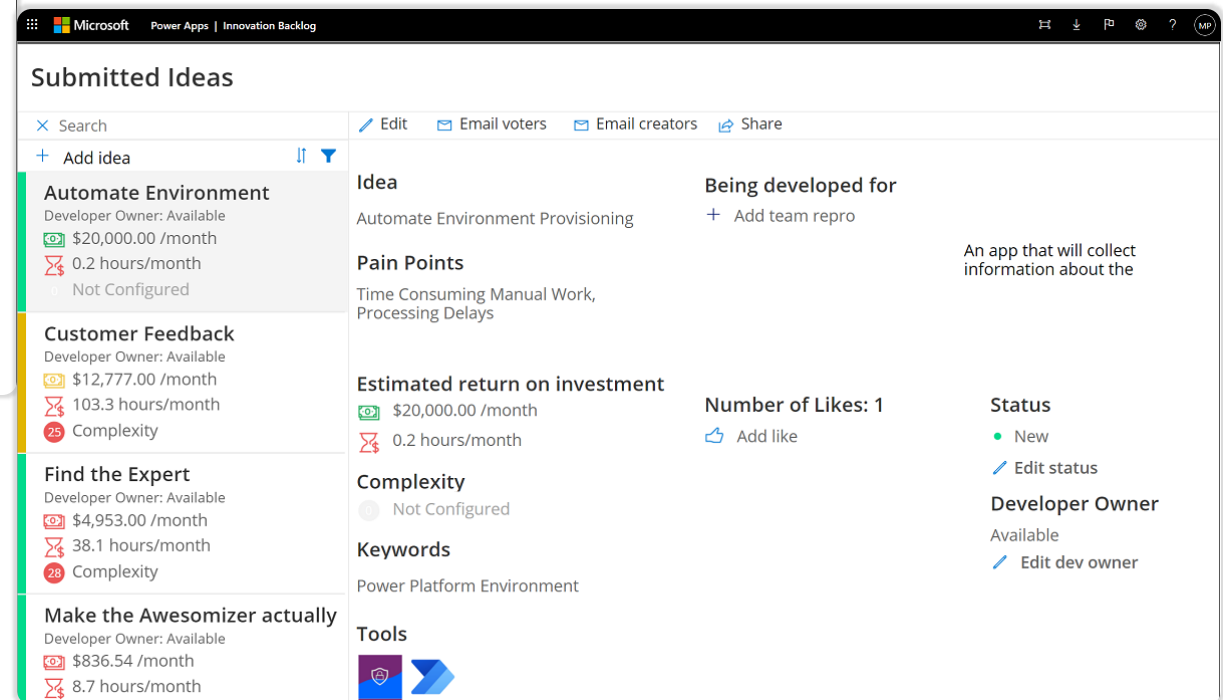 Microsoft Power Apps | Innovation Backlog ? MP
Submitted Ideas
Search
Add idea
Automate Environment
Developer Owner: Available
$20,000.00 /month
0.2 hours/month
0 Not Configured
Customer Feedback
Developer Owner: Available
$12,777.00 /month
103.3 hours/month
25 Complexity
Find the Expert
Developer Owner: Available
$4,953.00 /month
38.1 hours/month
28 Complexity
Make the Awesomizer actually
Developer Owner: Available
$836.54 /month
8.7 hours/month
Edit Email voters Email creators Share
Idea
Automate Environment Provisioning
Pain Points
Time Consuming Manual Work,
Processing Delays
Being developed for
Add team repro
An app that will collect
information about the
Estimated return on investment
$20,000.00 /month
0.2 hours/month
Complexity
0 Not Configured
Keywords
Power Platform Environment
Tools
Number of Likes: 1
Add like
Status
New
Edit status
Developer Owner
Available
Edit dev owner